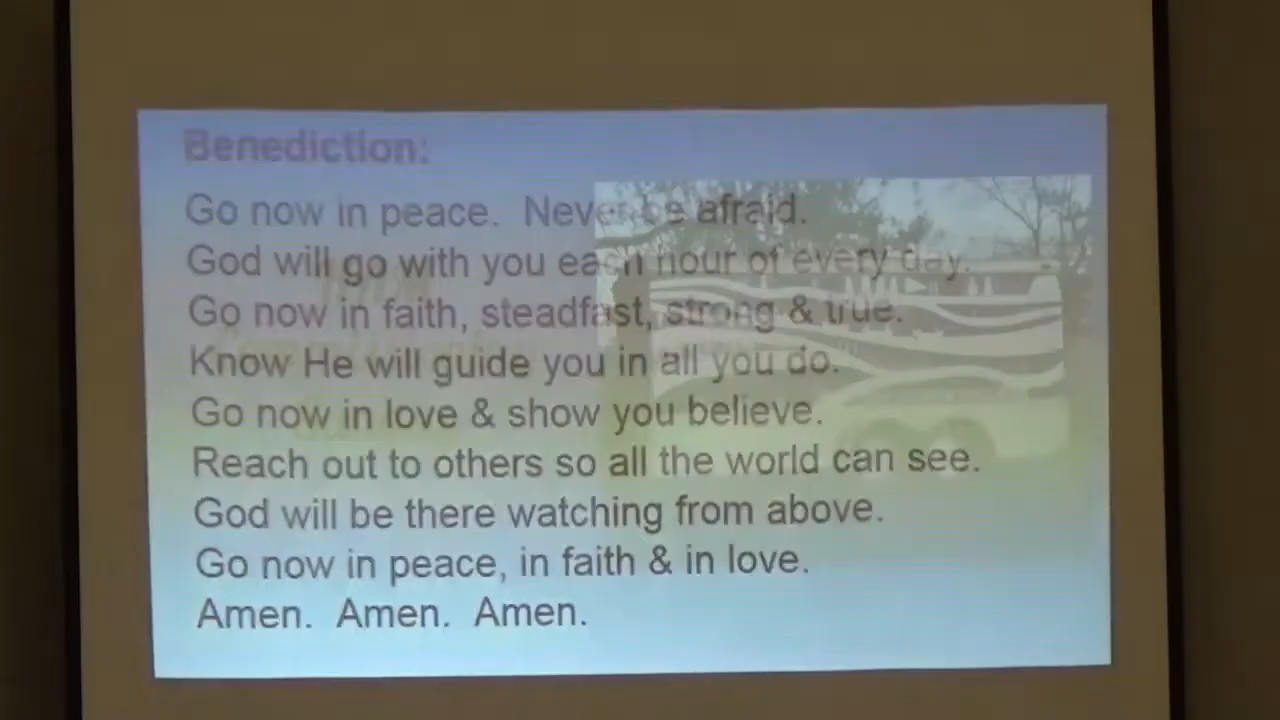 Benediction:
Go now in peace. Never be afraid.
God will go with you each hour of every day.
Go now in faith, steadfast, strong & true.
Know He will guide you in all you do.
Go now in love & show you believe.
Reach out to others so all the world can see.
God will be there watching from above.
Go now in peace, in faith & in love.
Amen. Amen. Amen.